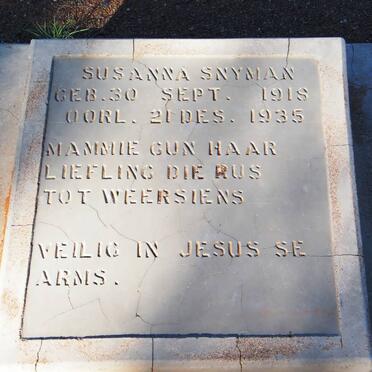 SUSANNA SNYMAN
GEB. 30 SEPT. 1918
OORL. 21 DES. 1935
MAMMIE GUN HAAR
LIEFLING DIE RUS
TOT WEERSIENS
VEILIG IN JESUS SE
ARMS.